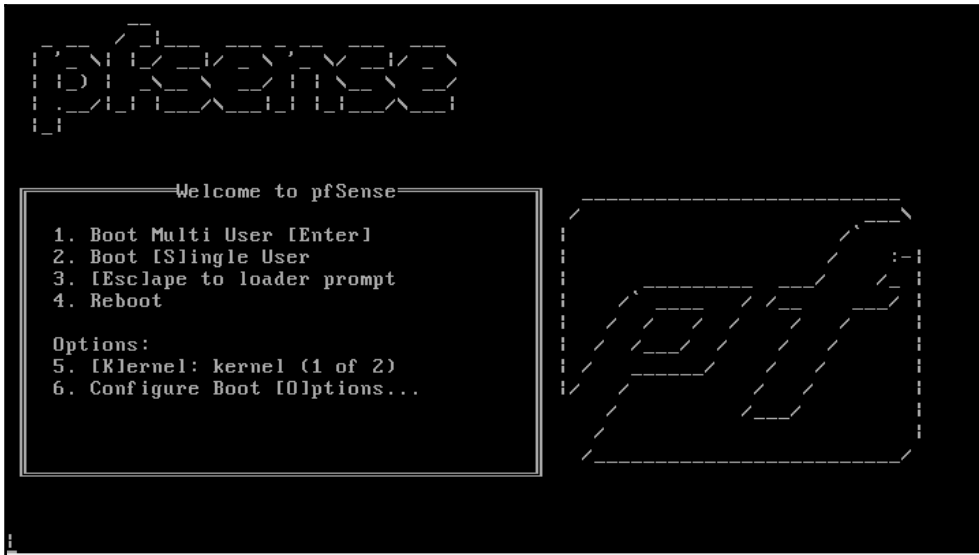 pfsense
Welcome to pfSense
1. Boot Multi User [Enter]
2. Boot [S]ingle User
3. [Esc]ape to loader prompt
4. Reboot
Options:
5. [K]ernel: kernel (1 of 2)
6. Configure Boot [O]ptions...
pf